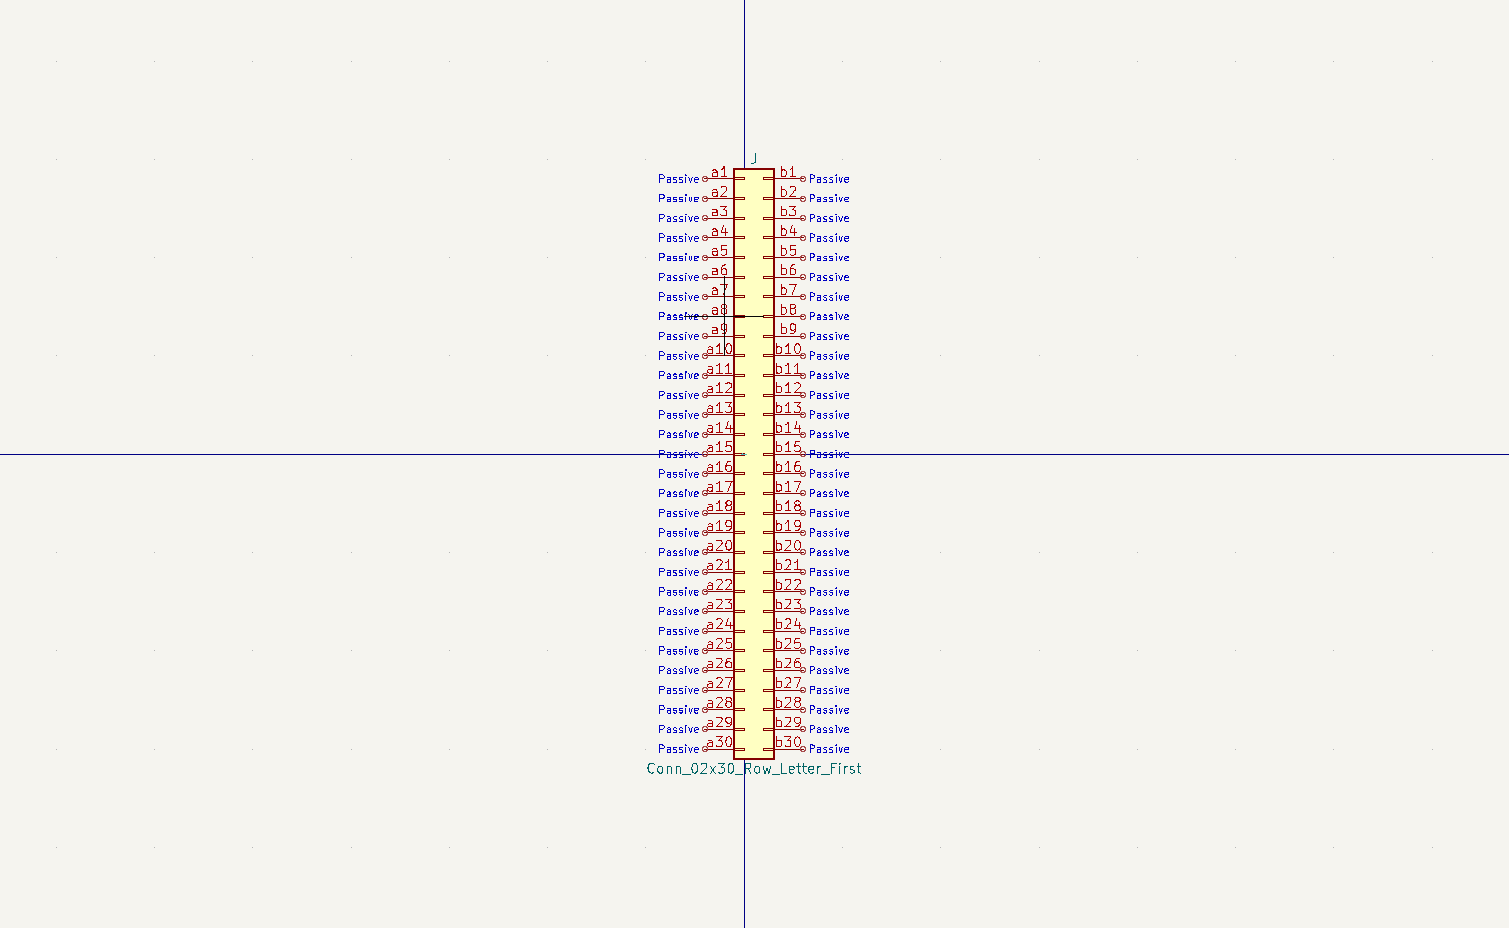 J
Passive a1 b1 Passive
Passive a2 b2 Passive
Passive a3 b3 Passive
Passive a4 b4 Passive
Passive a5 b5 Passive
Passive a6 b6 Passive
Passive a7 b7 Passive
Passive a8 b8 Passive
Passive a9 b9 Passive
Passive a10 b10 Passive
Passive a11 b11 Passive
Passive a12 b12 Passive
Passive a13 b13 Passive
Passive a14 b14 Passive
Passive a15 b15 Passive
Passive a16 b16 Passive
Passive a17 b17 Passive
Passive a18 b18 Passive
Passive a19 b19 Passive
Passive a20 b20 Passive
Passive a21 b21 Passive
Passive a22 b22 Passive
Passive a23 b23 Passive
Passive a24 b24 Passive
Passive a25 b25 Passive
Passive a26 b26 Passive
Passive a27 b27 Passive
Passive a28 b28 Passive
Passive a29 b29 Passive
Passive a30 b30 Passive
Conn_02x30_Row_Letter_First